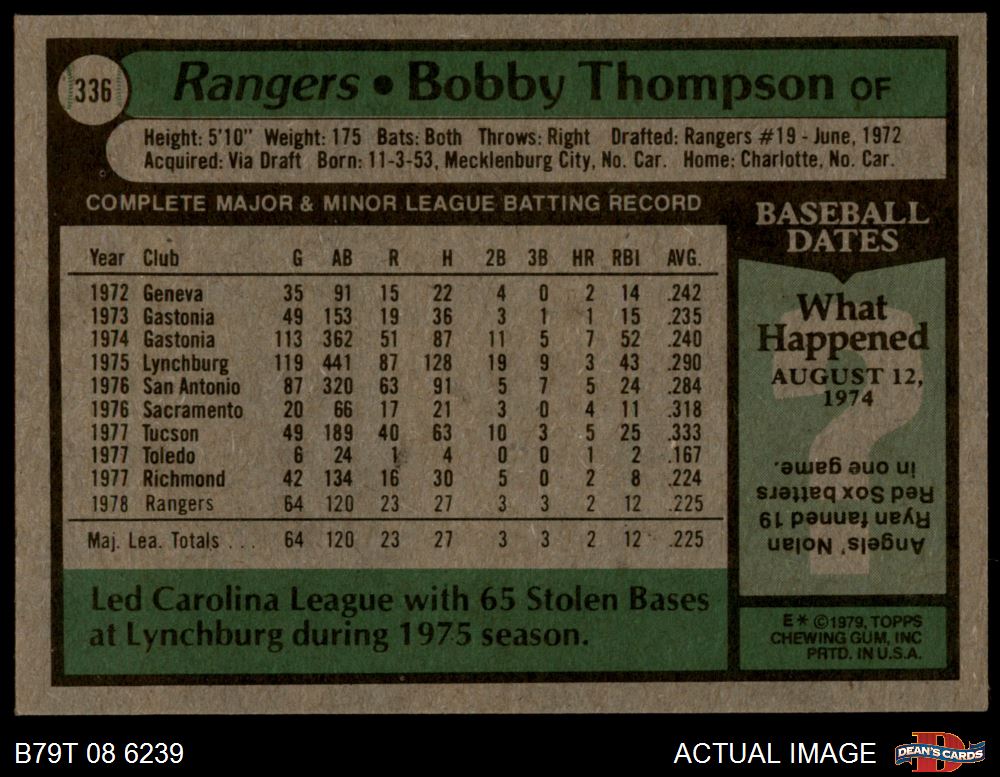 336
Rangers • Bobby Thompson OF
Height: 5'10" Weight: 175 Bats: Both Throws: Right Drafted: Rangers #19 - June, 1972
Acquired: Via Draft Born: 11-3-53, Mecklenburg City, No. Car. Home: Charlotte, No. Car.
COMPLETE MAJOR & MINOR LEAGUE BATTING RECORD
Year Club G AB R H 2B 3B HR RBI AVG.
1972 Geneva 35 91 15 22 4 0 2 14 .242
1973 Gastonia 49 153 19 36 3 1 1 15 .235
1974 Gastonia 113 362 51 87 11 5 7 52 .240
1975 Lynchburg 119 441 87 128 19 9 3 43 .290
1976 San Antonio 87 320 63 91 5 7 5 24 .284
1976 Sacramento 20 66 17 21 3 0 4 11 .318
1977 Tucson 49 189 40 63 10 3 5 25 .333
1977 Toledo 6 24 1 4 0 0 1 2 .167
1977 Richmond 42 134 16 30 5 0 2 8 .224
1978 Rangers 64 120 23 27 3 3 2 12 .225
Maj. Lea. Totals ... 64 120 23 27 3 3 2 12 .225
Led Carolina League with 65 Stolen Bases
at Lynchburg during 1975 season.
BASEBALL
DATES
What
Happened
AUGUST 12,
1974
?
Angels' Nolan
Ryan fanned 19
Red Sox batters
in one game.
E* ©1979, TOPPS
CHEWING GUM, INC
PRTD. IN U.S.A.
B79T 08 6239
ACTUAL IMAGE
D
DEAN'S CARDS